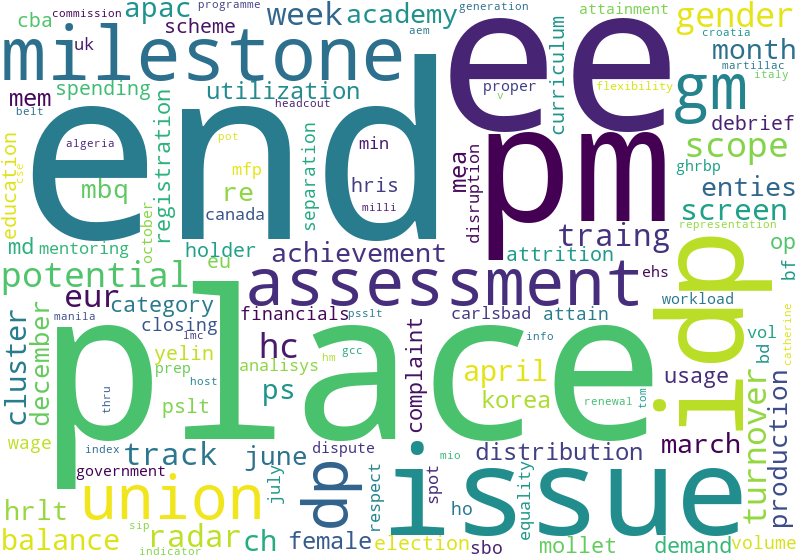 commission programme generation attainment
apac week academy gender
cba uk scheme milestone ee aem croatia
martillac month
mem spending utilization proper flexibility italy
belt headcout v gm
registration end curriculum debrief
algeria pot min pm scope
education cse mfp separation mea disruption ghrbp
mbq re hris enties
canada milli screen
october representation
md mentoring holder achievement attrition traing op
eu ehs bf
potential assessment idp
eur category financials carlsbad attain workload
manila closing psslt vol
cluster december lmc hc complaint info bd catherine
yelin analisys gcc hm april
prep host ps korea usage
thru pslt place renewal tom
wage track june dispute distribution march turnover production
index government mio
union july dp respect spot issue
hrlt ho equality
balance sip radar ch female election sbo mollet demand volume
indicator